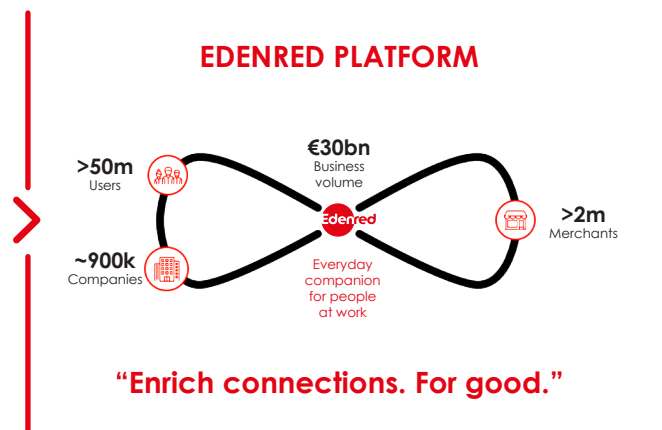 EDENRED PLATFORM
>50m
Users
~900k
Companies
€30bn
Business
volume
Edenred
Everyday
companion
for people
at work
>2m
Merchants
“Enrich connections. For good.”